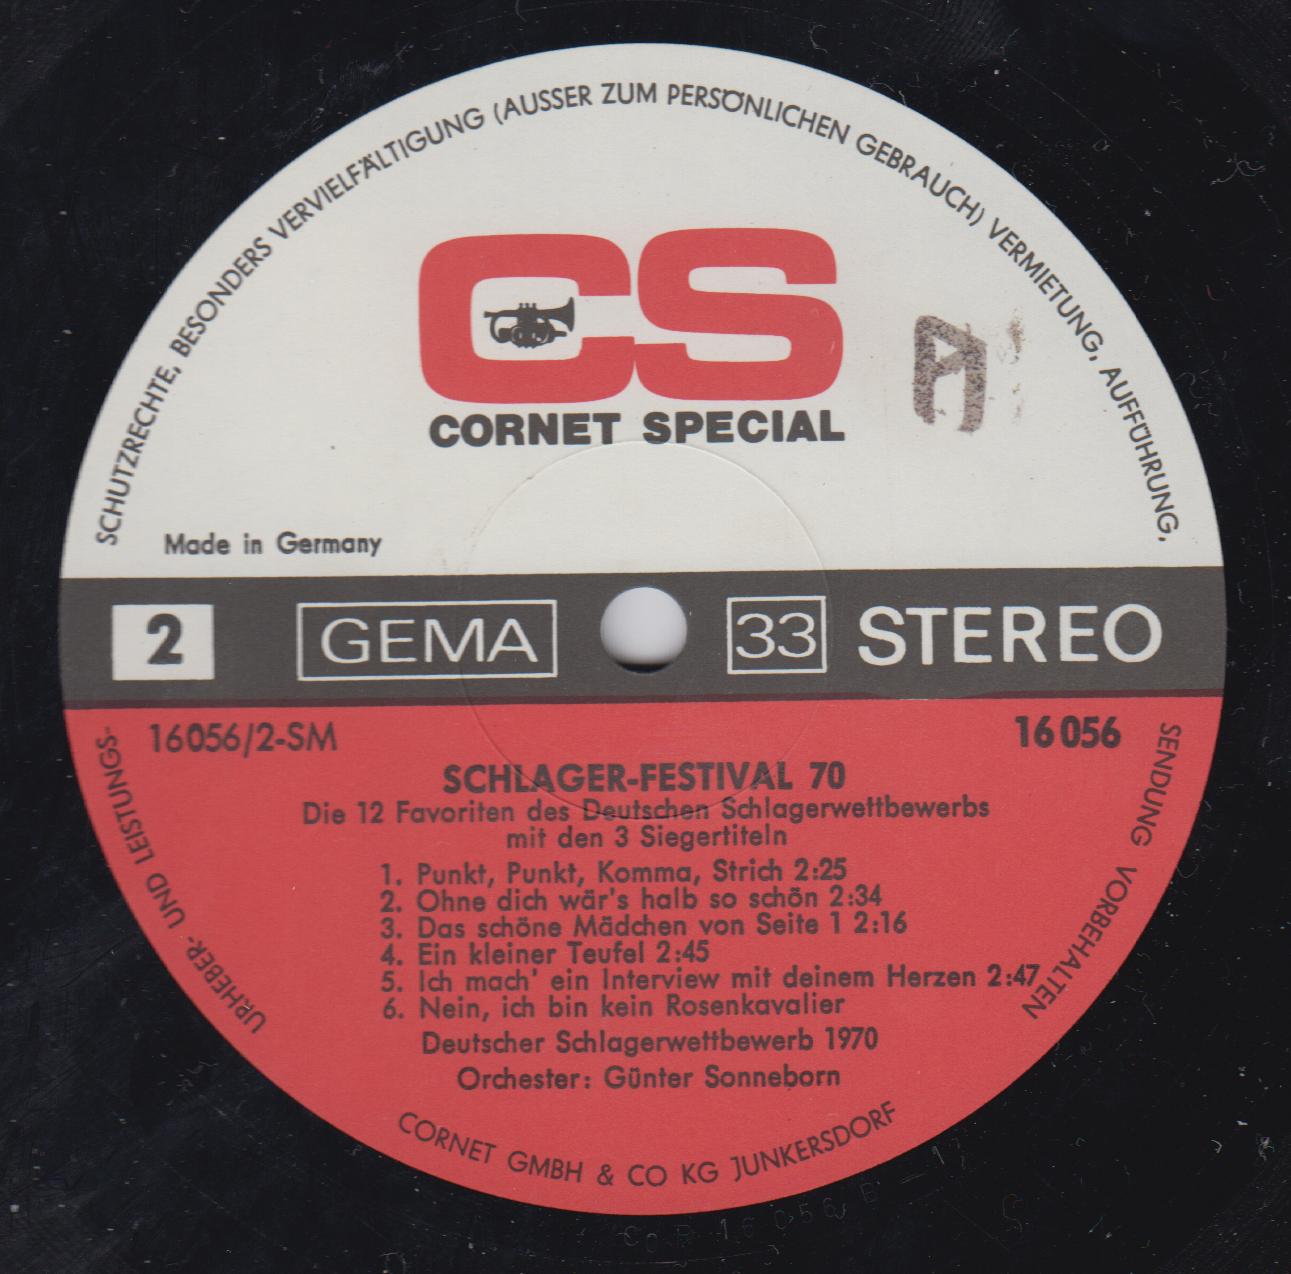 SCHUTZRECHTE, BESONDERS VERVIELFÄLTIGUNG (AUSSER ZUM PERSÖNLICHEN GEBRAUCH) VERMIETUNG, AUFFÜHRUNG,
CS
CORNET SPECIAL
A
Made in Germany
2
GEMA
33
STEREO
16056/2-SM
16 056
SENDUNG VORBEHALTEN
URHEBER- UND LEISTUNGS-
SCHLAGER-FESTIVAL 70
Die 12 Favoriten des Deutschen Schlagerwettbewerbs
mit den 3 Siegertiteln
1. Punkt, Punkt, Komma, Strich 2:25
2. Ohne dich wär's halb so schön 2:34
3. Das schöne Mädchen von Seite 1 2:16
4. Ein kleiner Teufel 2:45
5. Ich mach' ein Interview mit deinem Herzen 2:47
6. Nein, ich bin kein Rosenkavalier
Deutscher Schlagerwettbewerb 1970
Orchester: Günter Sonneborn
CORNET GMBH & CO KG JUNKERSDORF